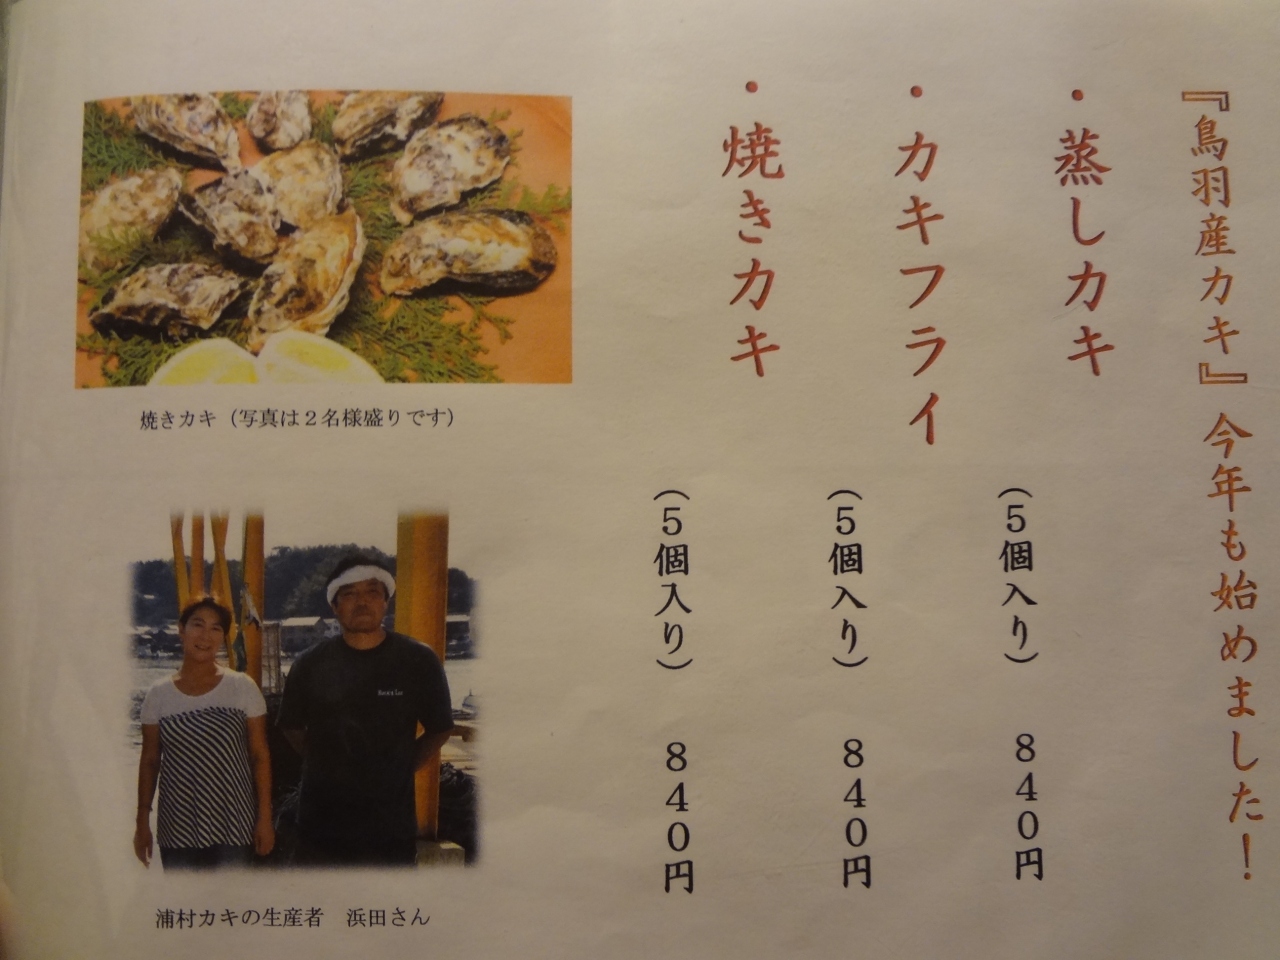 『鳥羽産カキ』今年も始めました！
・蒸しカキ
（５個入り）　８４０円
・カキフライ
（５個入り）　８４０円
・焼きカキ
（５個入り）　８４０円
焼きカキ（写真は２名様盛りです）
浦村カキの生産者　浜田さん